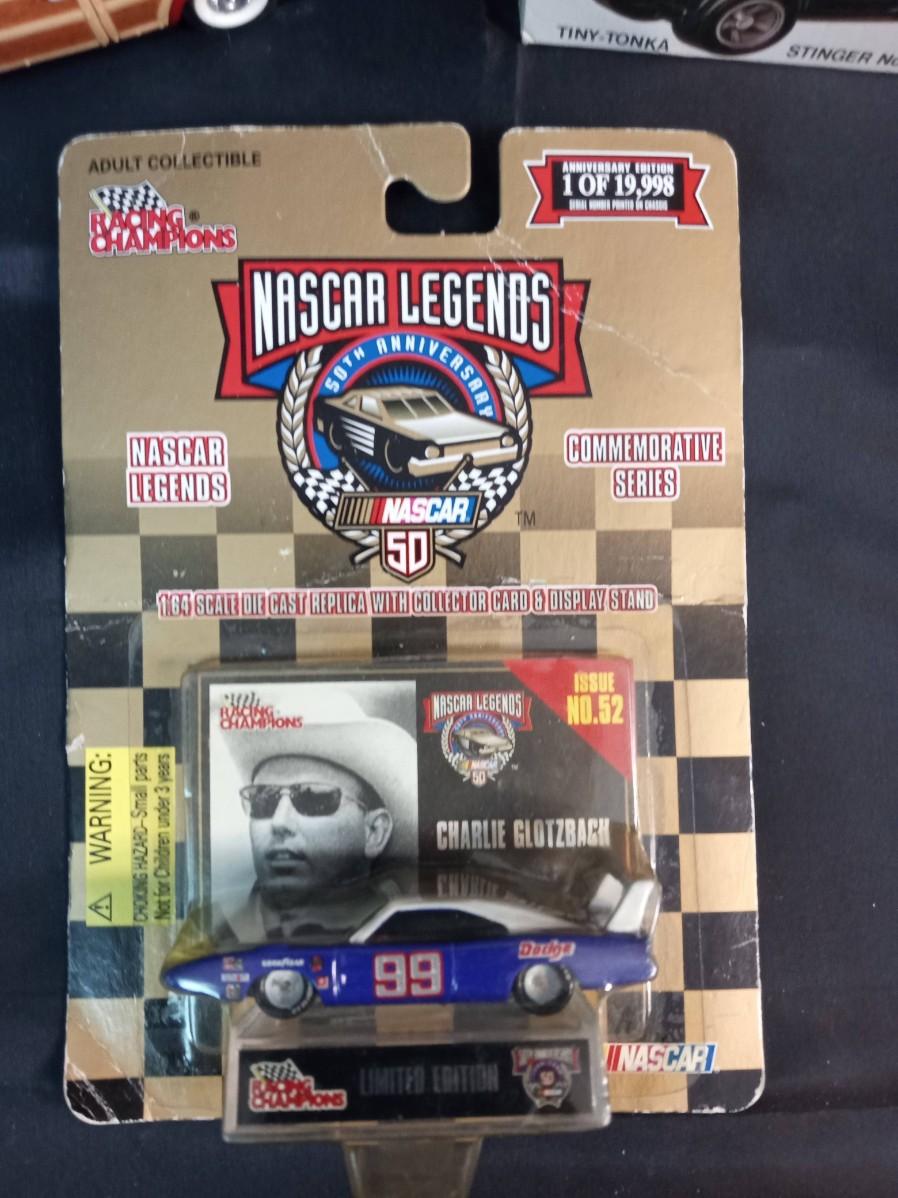 TINY-TONKA
STINGER No
ADULT COLLECTIBLE
RACING
CHAMPIONS
®
ANNIVERSARY EDITION
1 OF 19,998
SERIAL NUMBER PRINTED ON CHASSIS
NASCAR LEGENDS
50TH ANNIVERSARY
NASCAR
LEGENDS
COMMEMORATIVE
SERIES
NASCAR
50
TM
1:64 SCALE DIE CAST REPLICA WITH COLLECTOR CARD & DISPLAY STAND
RACING
CHAMPIONS
NASCAR LEGENDS
50
ISSUE
NO.52
CHARLIE GLOTZBACH
WARNING:
CHOKING HAZARD-Small parts
Not for Children under 3 years
GOODYEAR
99
Dodge
RACING
CHAMPIONS
LIMITED EDITION
NASCAR